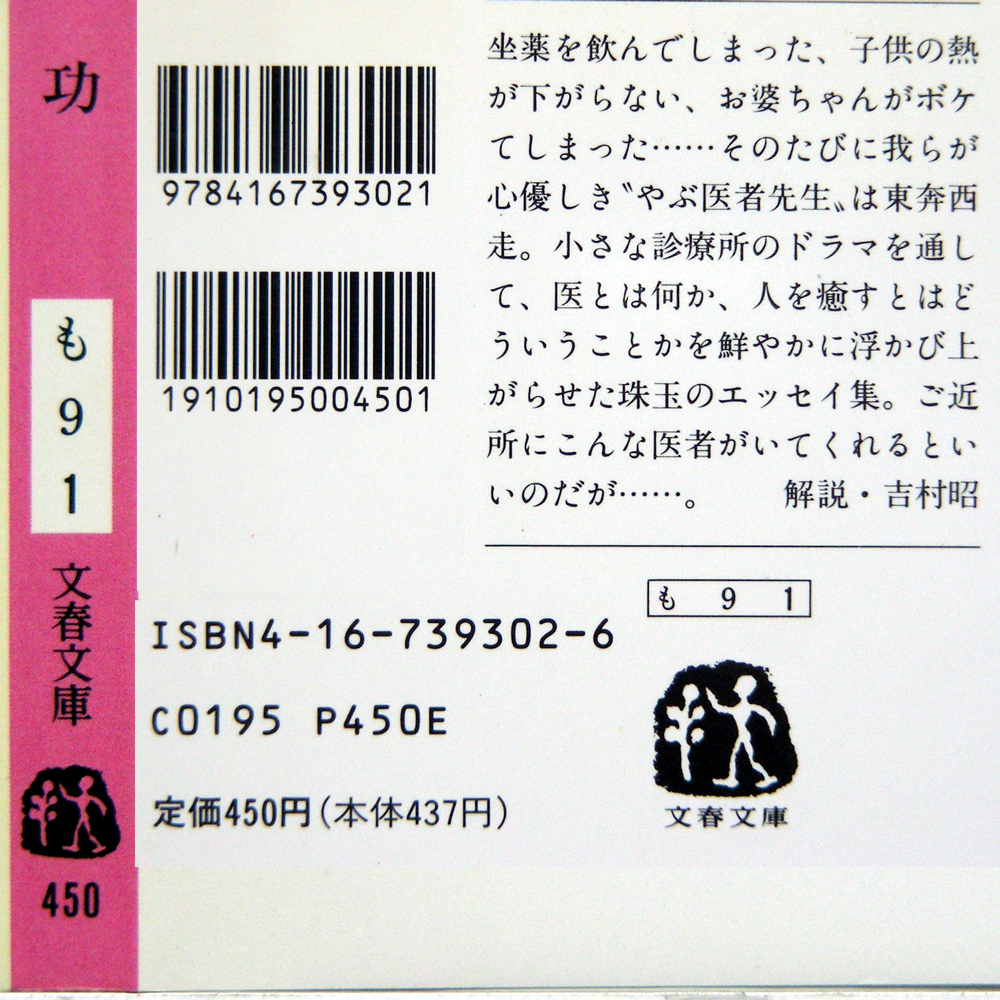 功
も
9
1
文春文庫
450
9784167393021
1910195004501
坐薬を飲んでしまった、子供の熱
が下がらない、お婆ちゃんがボケ
てしまった……そのたびに我らが
心優しき〝やぶ医者先生〟は東奔西
走。小さな診療所のドラマを通し
て、医とは何か、人を癒すとはど
ういうことかを鮮やかに浮かび上
がらせた珠玉のエッセイ集。ご近
所にこんな医者がいてくれるとい
いのだが……。 解説・吉村昭
も 9 1
ISBN4-16-739302-6
C0195 P450E
定価450円(本体437円)
文春文庫